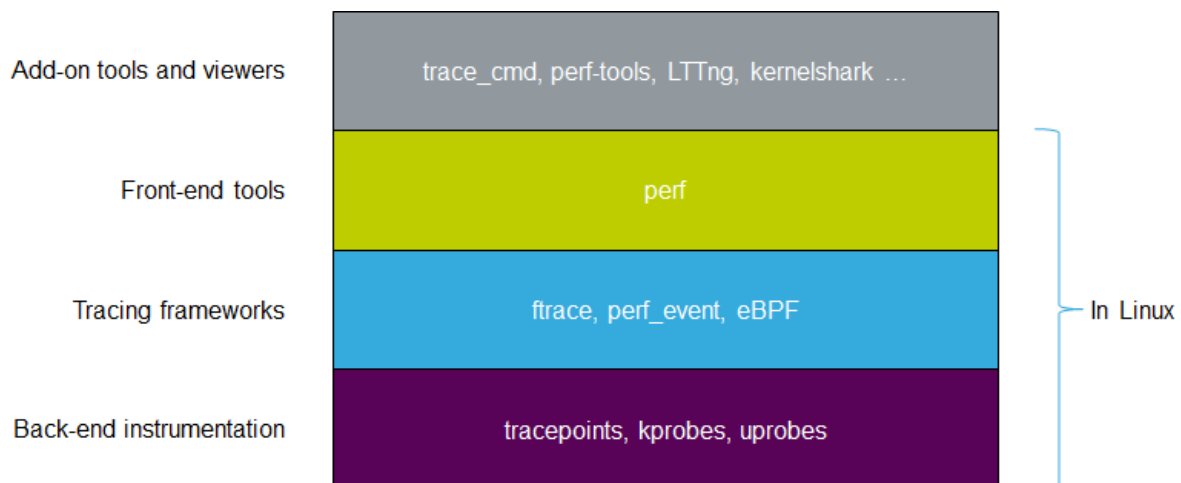 Add-on tools and viewers
trace_cmd, perf-tools, LTTng, kernelshark ...
Front-end tools
perf
Tracing frameworks
ftrace, perf_event, eBPF
In Linux
Back-end instrumentation
tracepoints, kprobes, uprobes